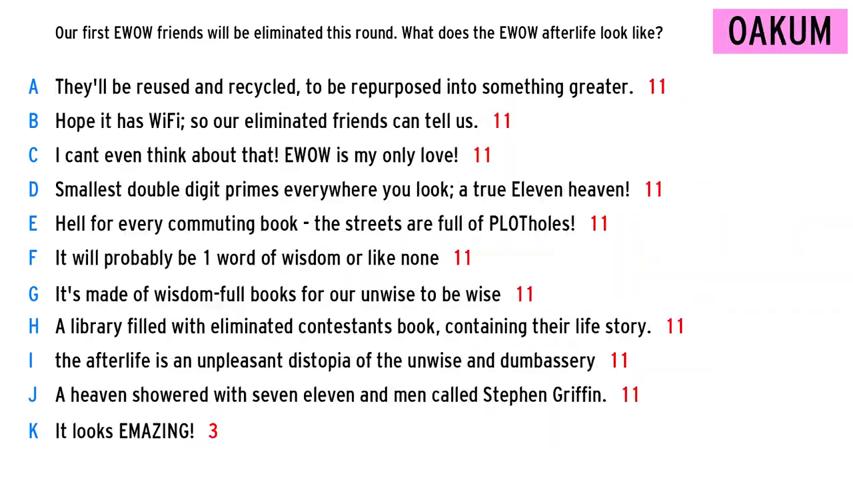 Our first EWOW friends will be eliminated this round. What does the EWOW afterlife look like?
OAKUM
A They'll be reused and recycled, to be repurposed into something greater. 11
B Hope it has WiFi; so our eliminated friends can tell us. 11
C I cant even think about that! EWOW is my only love! 11
D Smallest double digit primes everywhere you look; a true Eleven heaven! 11
E Hell for every commuting book - the streets are full of PLOTholes! 11
F It will probably be 1 word of wisdom or like none 11
G It's made of wisdom-full books for our unwise to be wise 11
H A library filled with eliminated contestants book, containing their life story. 11
I the afterlife is an unpleasant distopia of the unwise and dumbassery 11
J A heaven showered with seven eleven and men called Stephen Griffin. 11
K It looks EMAZING! 3